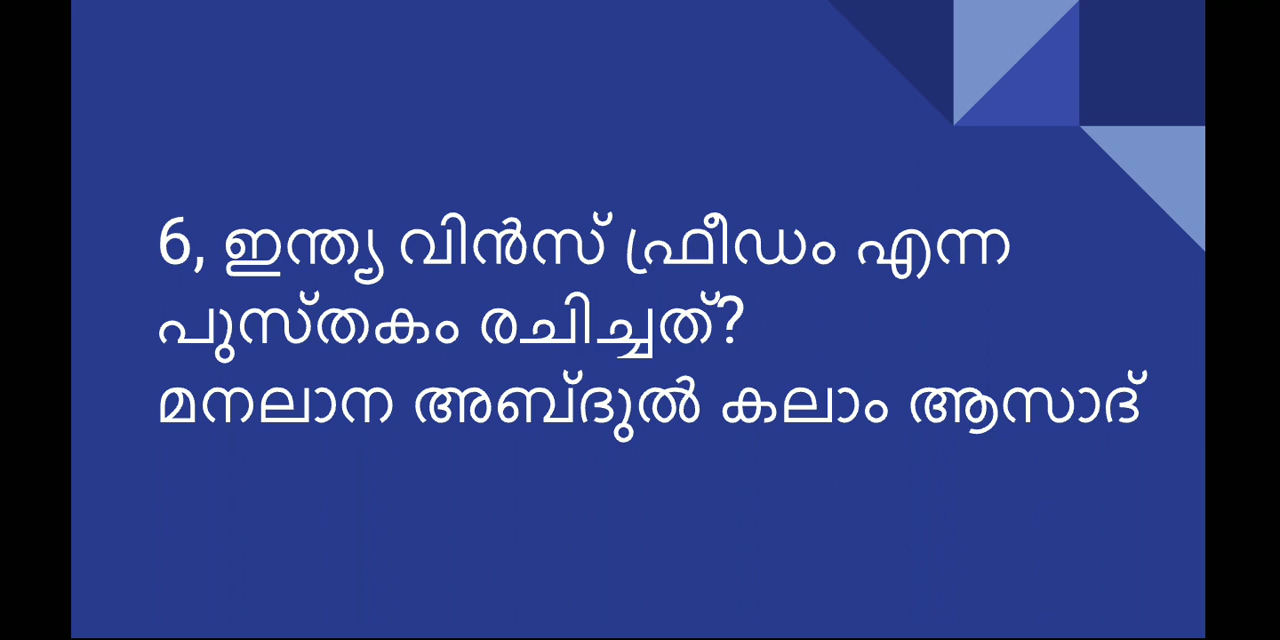 6, ഇന്ത്യ വിൻസ് ഫ്രീഡം എന്ന
പുസ്തകം രചിച്ചത്?
മനലാന അബ്ദുൽ കലാം ആസാദ്